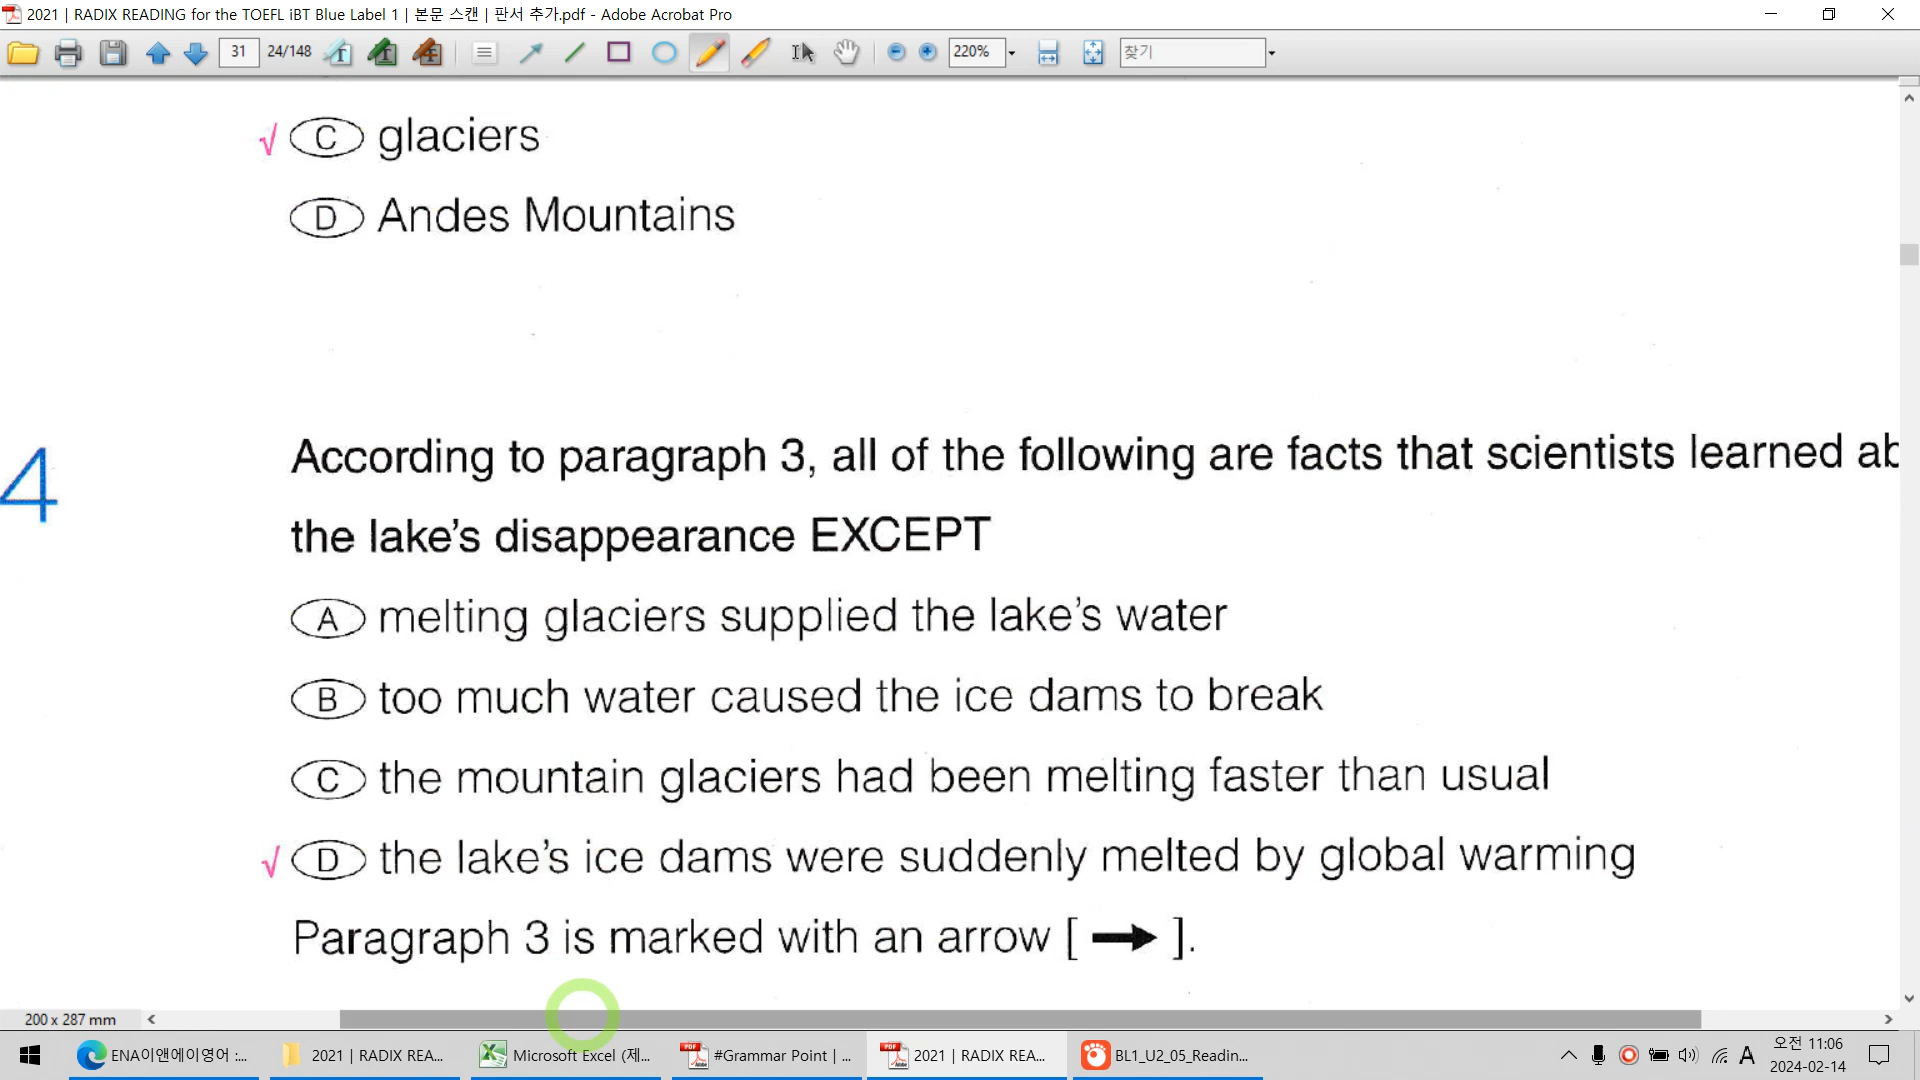 2021 | RADIX READING for the TOEFL iBT Blue Label 1 | 본문 스캔 | 판서 추가.pdf - Adobe Acrobat Pro
31 24/148 220% 찾기
√ C glaciers
D Andes Mountains
4 According to paragraph 3, all of the following are facts that scientists learned ab
the lake's disappearance EXCEPT
A melting glaciers supplied the lake's water
B too much water caused the ice dams to break
C the mountain glaciers had been melting faster than usual
√ D the lake's ice dams were suddenly melted by global warming
Paragraph 3 is marked with an arrow [ ➡ ].
200 x 287 mm
ENA이앤에이영어 :... 2021 | RADIX REA... Microsoft Excel (제... #Grammar Point | ... 2021 | RADIX REA... BL1_U2_05_Readin... A 오전 11:06
2024-02-14